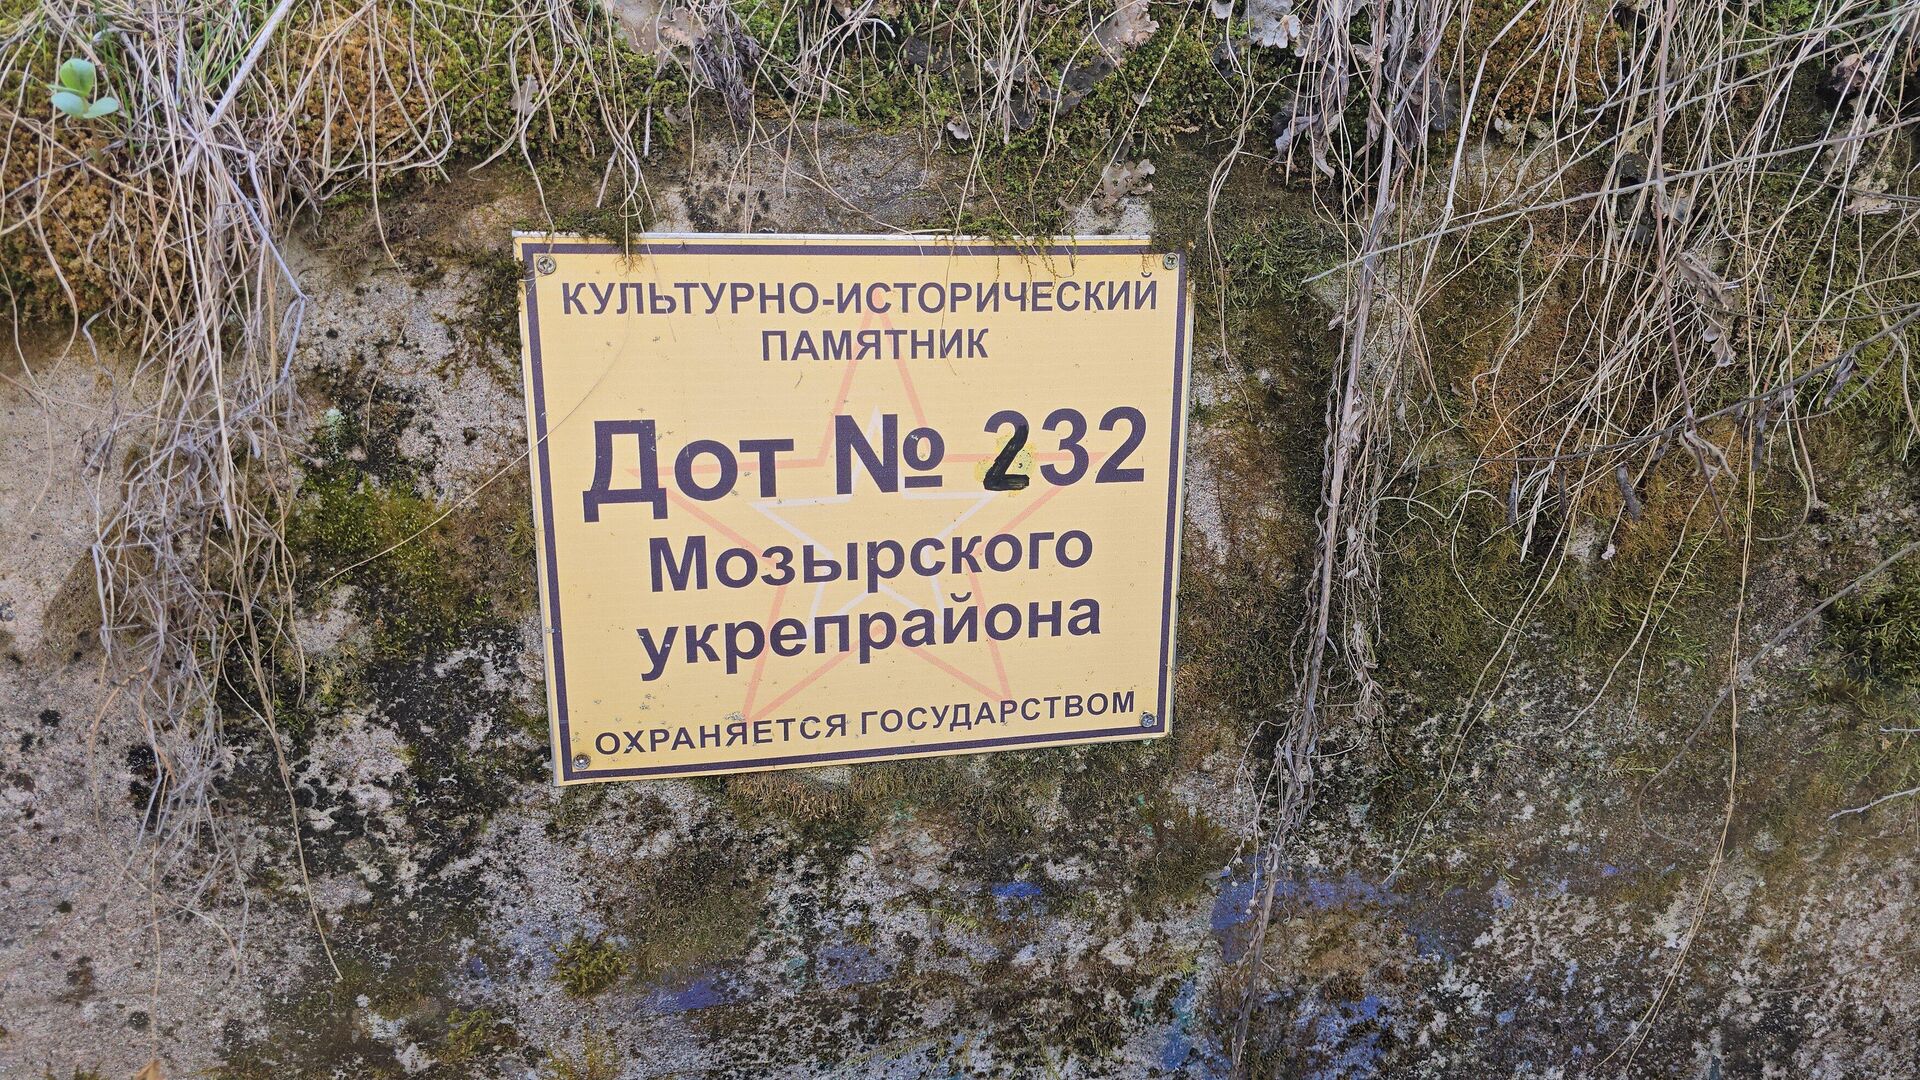 КУЛЬТУРНО-ИСТОРИЧЕСКИЙ
ПАМЯТНИК
Дот № 232
Мозырского
укрепрайона
ОХРАНЯЕТСЯ ГОСУДАРСТВОМ